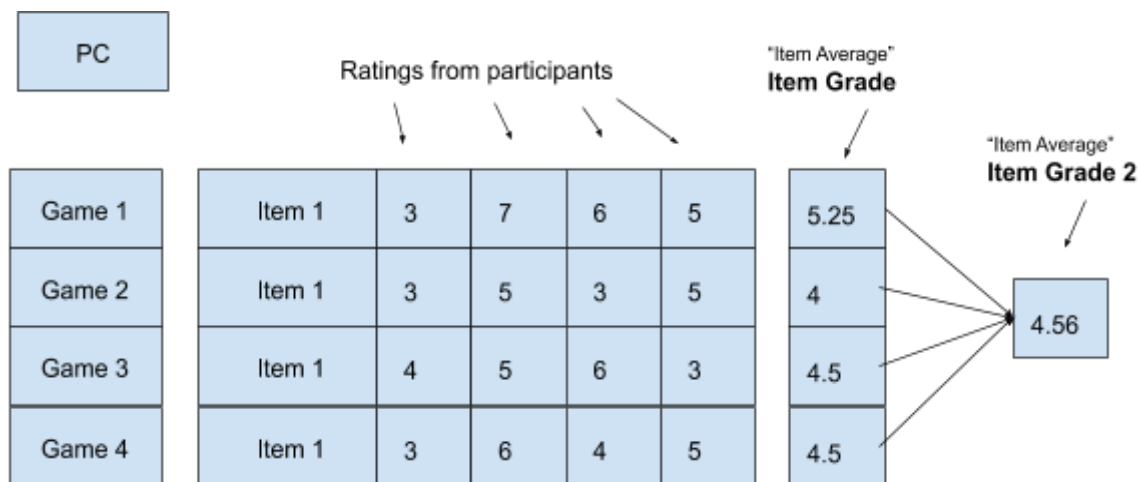 PC
Ratings from participants
“Item Average”
Item Grade
“Item Average”
Item Grade 2
Game 1 Item 1 3 7 6 5 5.25
Game 2 Item 1 3 5 3 5 4
4.56
Game 3 Item 1 4 5 6 3 4.5
Game 4 Item 1 3 6 4 5 4.5